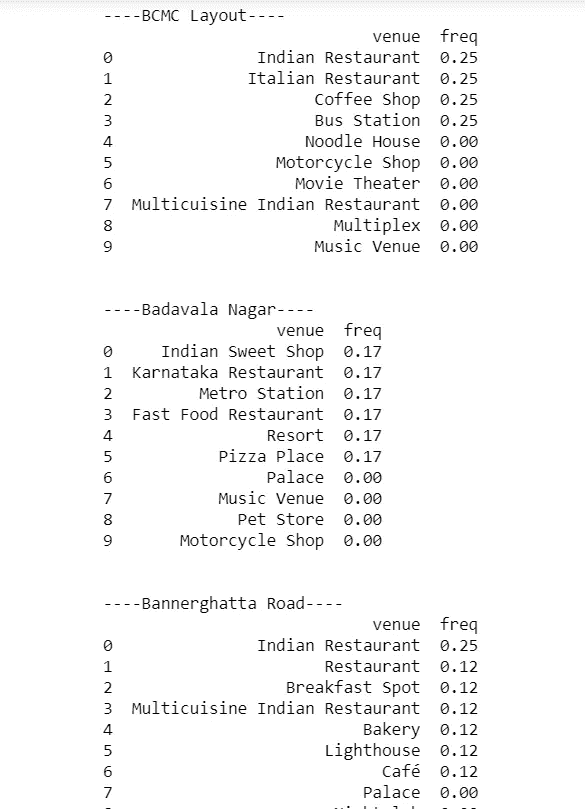 ----BCMC Layout----
venue freq
0 Indian Restaurant 0.25
1 Italian Restaurant 0.25
2 Coffee Shop 0.25
3 Bus Station 0.25
4 Noodle House 0.00
5 Motorcycle Shop 0.00
6 Movie Theater 0.00
7 Multicuisine Indian Restaurant 0.00
8 Multiplex 0.00
9 Music Venue 0.00
----Badavala Nagar----
venue freq
0 Indian Sweet Shop 0.17
1 Karnataka Restaurant 0.17
2 Metro Station 0.17
3 Fast Food Restaurant 0.17
4 Resort 0.17
5 Pizza Place 0.17
6 Palace 0.00
7 Music Venue 0.00
8 Pet Store 0.00
9 Motorcycle Shop 0.00
----Bannerghatta Road----
venue freq
0 Indian Restaurant 0.25
1 Restaurant 0.12
2 Breakfast Spot 0.12
3 Multicuisine Indian Restaurant 0.12
4 Bakery 0.12
5 Lighthouse 0.12
6 Café 0.12
7 Palace 0.00